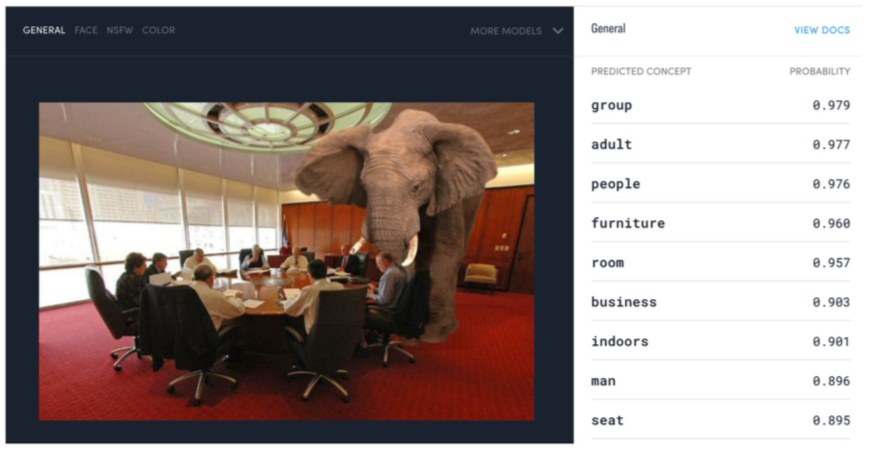 GENERAL FACE NSFW COLOR MORE MODELS
General VIEW DOCS
PREDICTED CONCEPT PROBABILITY
group 0.979
adult 0.977
people 0.976
furniture 0.960
room 0.957
business 0.903
indoors 0.901
man 0.896
seat 0.895